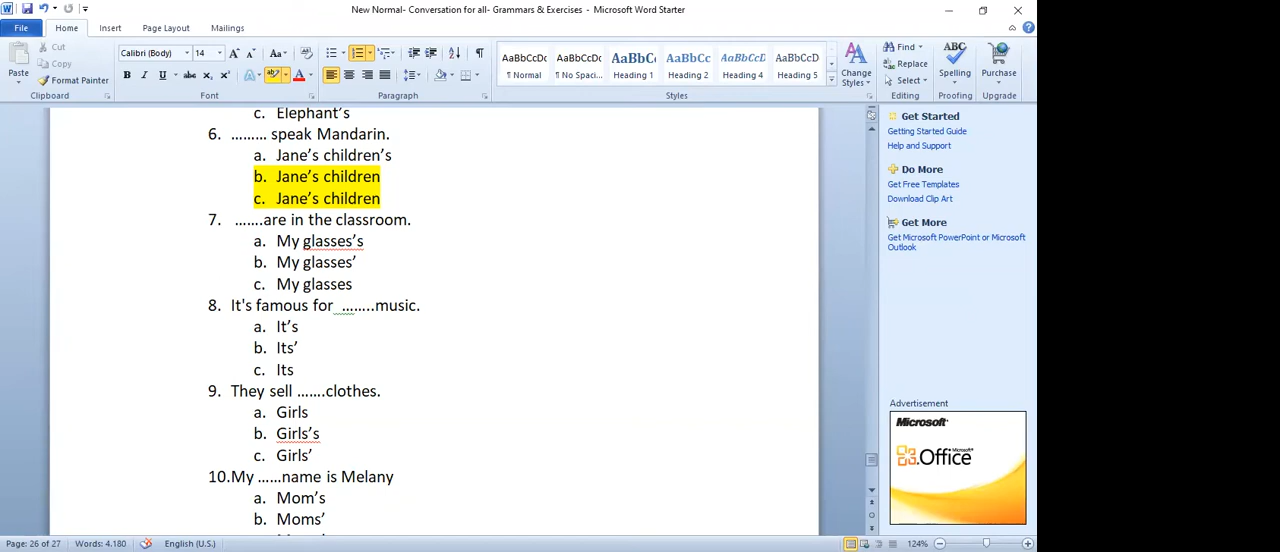 New Normal- Conversation for all- Grammars & Exercises - Microsoft Word Starter
File Home Insert Page Layout Mailings
Paste
Cut
Copy
Format Painter
Clipboard
Calibri (Body) 14
Font
Paragraph
AaBbCcDc AaBbCcDc AaBbCc AaBbCc AaBbCcD AaBbCcDc
¶ Normal ¶ No Spaci... Heading 1 Heading 2 Heading 4 Heading 5
Styles
Change Styles
Find
Replace
Select
Editing
Spelling
Proofing
Purchase
Upgrade
c. Elephant’s
6. ……… speak Mandarin.
a. Jane’s children’s
b. Jane’s children
c. Jane’s children
7. …….are in the classroom.
a. My glasses’s
b. My glasses’
c. My glasses
8. It's famous for ……..music.
a. It’s
b. Its’
c. Its
9. They sell …….clothes.
a. Girls
b. Girls’s
c. Girls’
10.My ……name is Melany
a. Mom’s
b. Moms’
Get Started
Getting Started Guide
Help and Support
Do More
Get Free Templates
Download Clip Art
Get More
Get Microsoft PowerPoint or Microsoft
Outlook
Advertisement
Microsoft
Microsoft
Office
Page: 26 of 27 Words: 4.180 English (U.S.) 124%